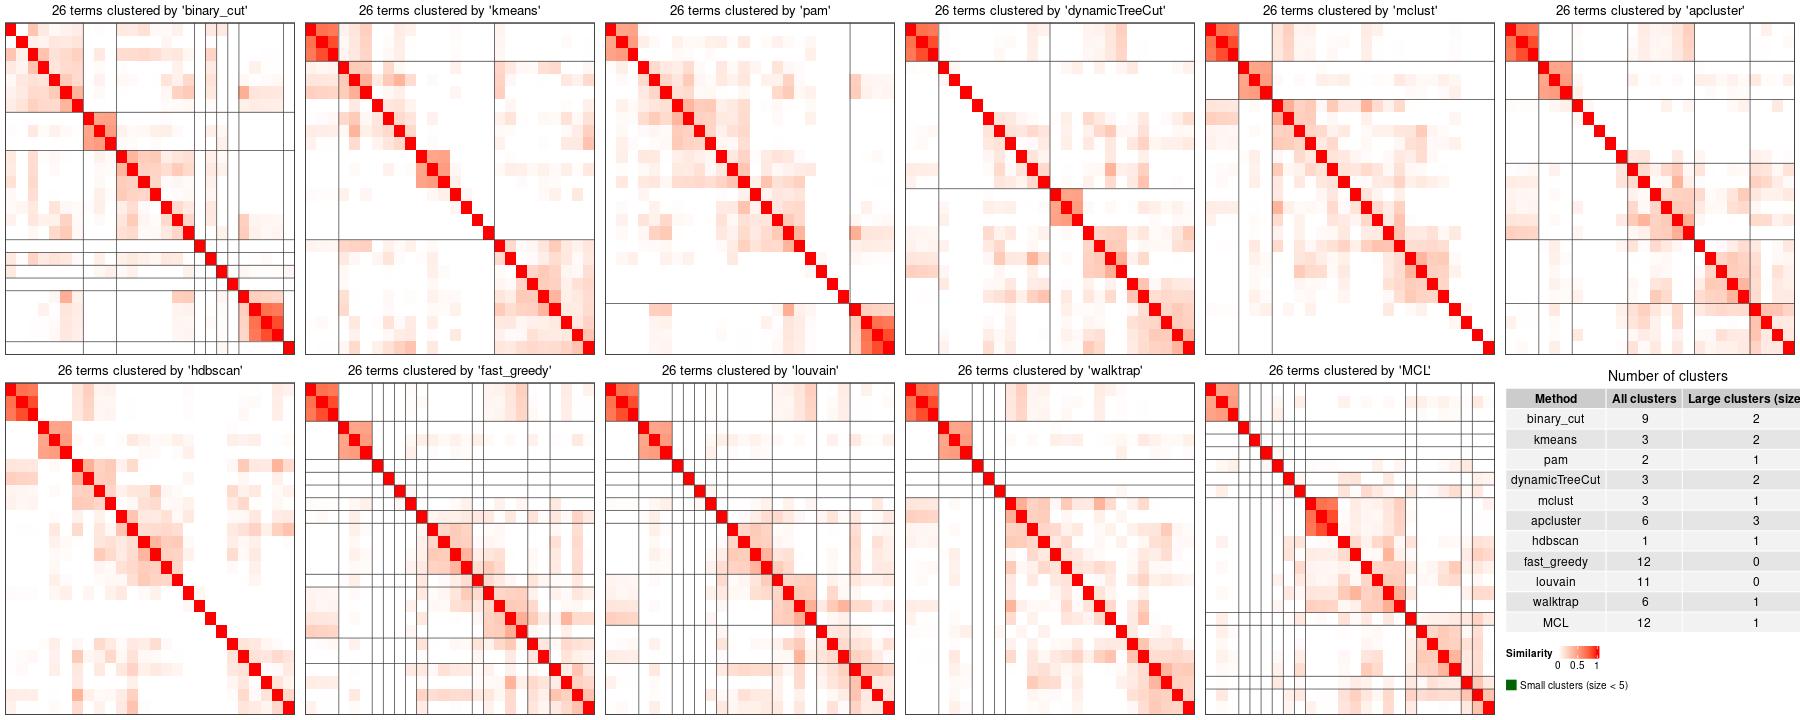 26 terms clustered by 'binary_cut'
26 terms clustered by 'kmeans'
26 terms clustered by 'pam'
26 terms clustered by 'dynamicTreeCut'
26 terms clustered by 'mclust'
26 terms clustered by 'apcluster'
26 terms clustered by 'hdbscan'
26 terms clustered by 'fast_greedy'
26 terms clustered by 'louvain'
26 terms clustered by 'walktrap'
26 terms clustered by 'MCL'
Number of clusters
Method All clusters Large clusters (size
binary_cut 9 2
kmeans 3 2
pam 2 1
dynamicTreeCut 3 2
mclust 3 1
apcluster 6 3
hdbscan 1 1
fast_greedy 12 0
louvain 11 0
walktrap 6 1
MCL 12 1
Similarity
0 0.5 1
Small clusters (size < 5)